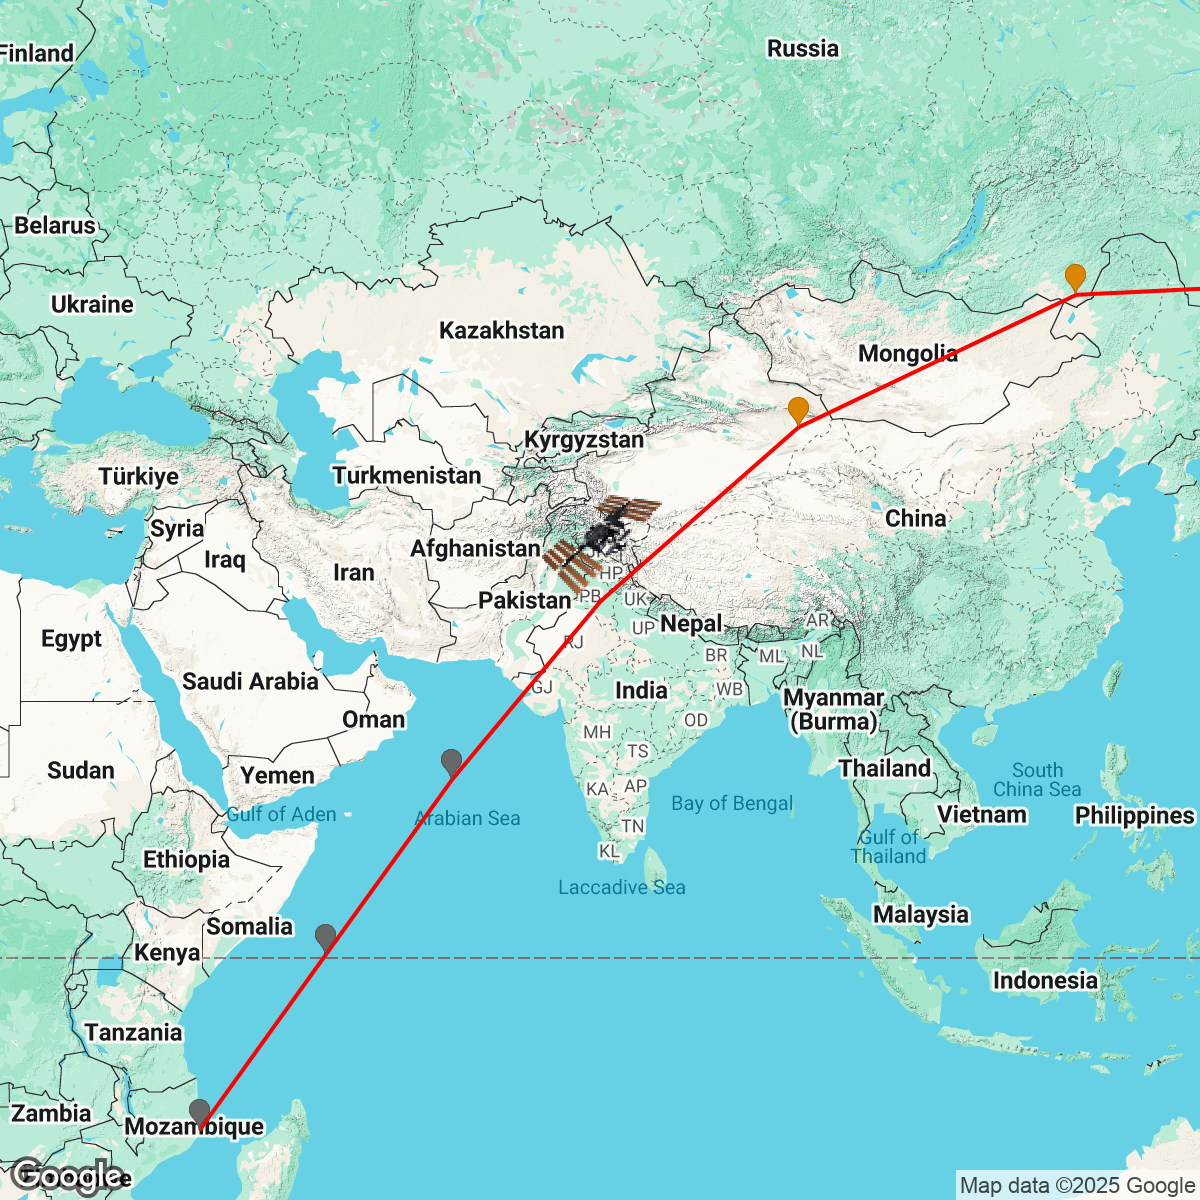 Finland
Russia
Belarus
Ukraine
Kazakhstan
Mongolia
Kyrgyzstan
Türkiye
Turkmenistan
Syria
China
Iraq
Afghanistan
Iran
HP
Pakistan
PB
UK
Egypt
Nepal
UP
AR
RJ
BR
ML
NL
Saudi Arabia
GJ
India
WB
Myanmar
(Burma)
Oman
MH
OD
Sudan
Yemen
TS
Thailand
South
China Sea
KA
AP
Bay of Bengal
Gulf of Aden
Arabian Sea
Vietnam
Philippines
TN
Gulf of
Thailand
Ethiopia
KL
Laccadive Sea
Somalia
Malaysia
Kenya
Indonesia
Tanzania
Zambia
Mozambique
Google
Map data ©2025 Google